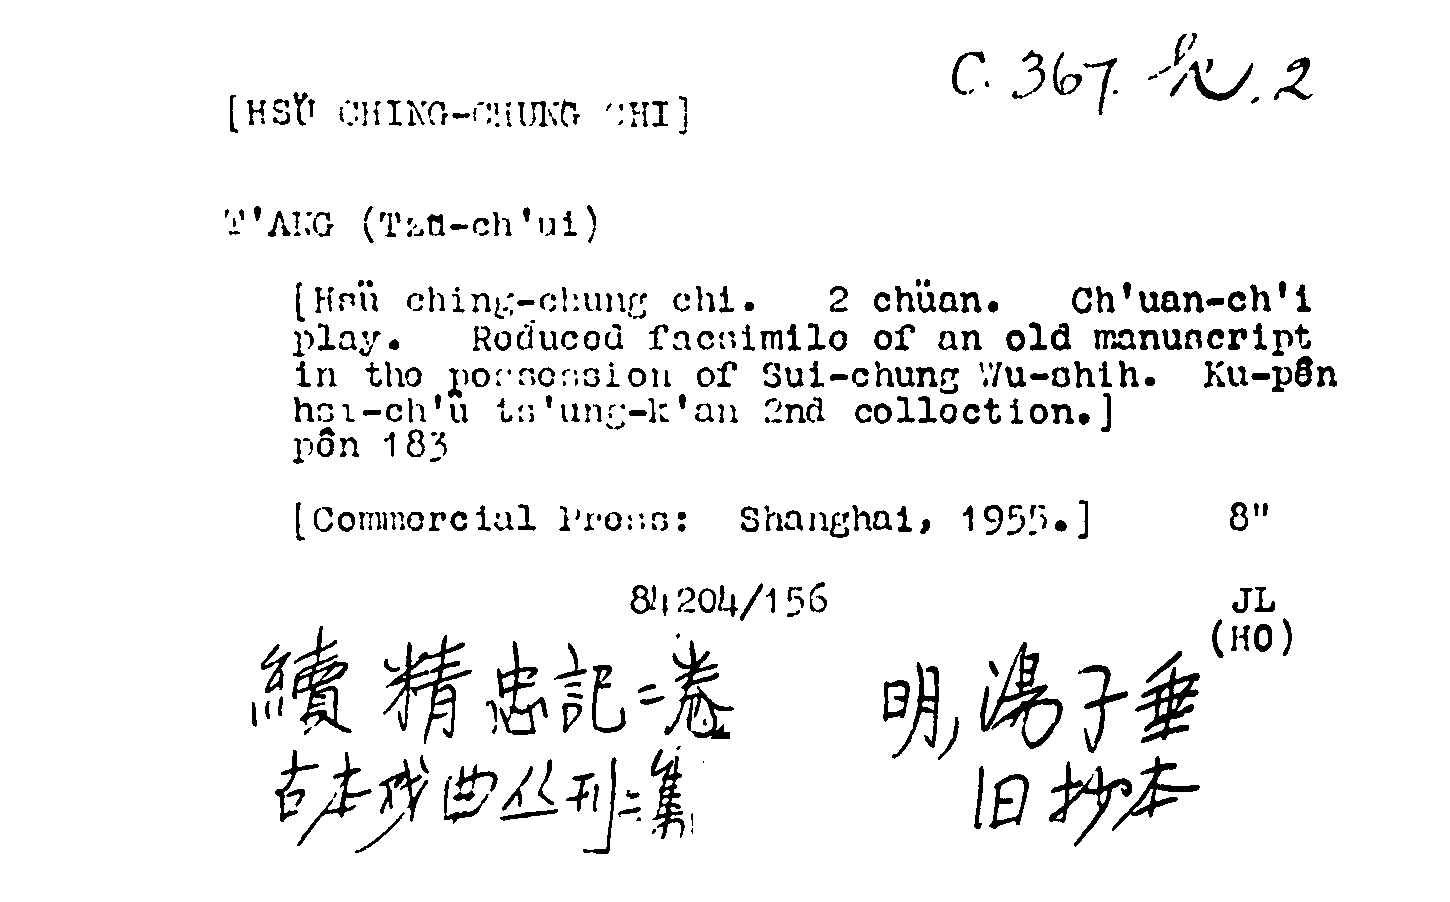 C. 367. 2
[HSÜ CHING-CHUNG CHI]
T'ANG (Tzŭ-ch'ui)
[Hsü ching-chung chi. 2 chüan. Ch'uan-ch'i
play. Reduced facsimile of an old manuscript
in the possession of Sui-chung Wu-shih. Ku-pên
hsi-ch'ü ts'ung-k'an 2nd collection.]
pên 183
[Commercial Press: Shanghai, 1955.] 8"
84204/156 JL
(HO)
續精忠記二卷 明, 湯子垂
古本戏曲丛刊二集 旧抄本